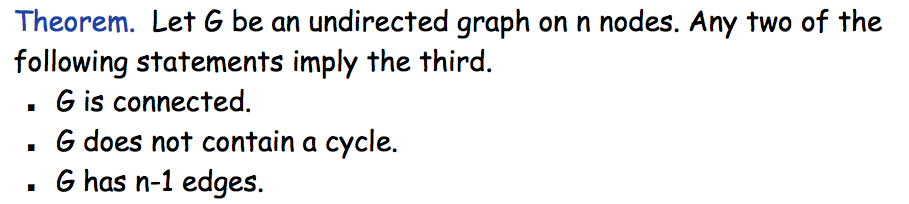 Theorem. Let G be an undirected graph on n nodes. Any two of the
following statements imply the third.
▪ G is connected.
▪ G does not contain a cycle.
▪ G has n-1 edges.